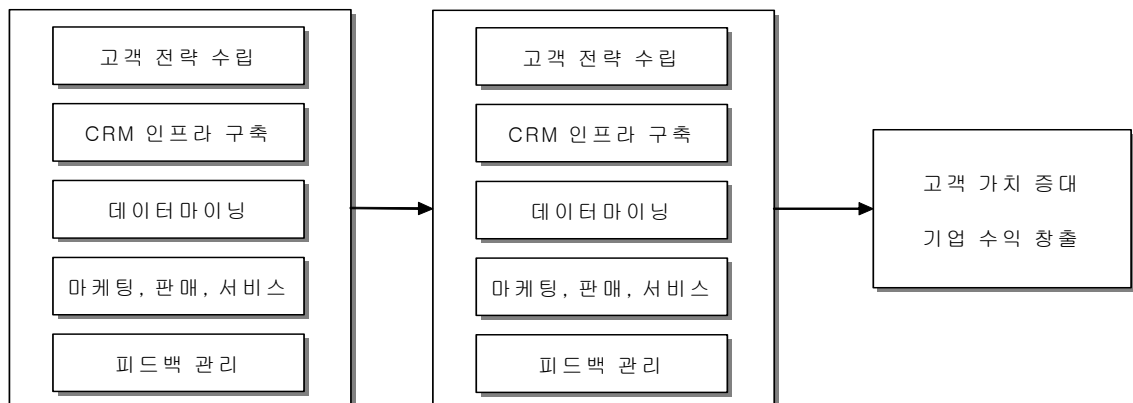 고객 전략 수립
CRM 인프라 구축
데이터마이닝
마케팅, 판매, 서비스
피드백 관리
고객 전략 수립
CRM 인프라 구축
데이터마이닝
마케팅, 판매, 서비스
피드백 관리
고객 가치 증대
기업 수익 창출